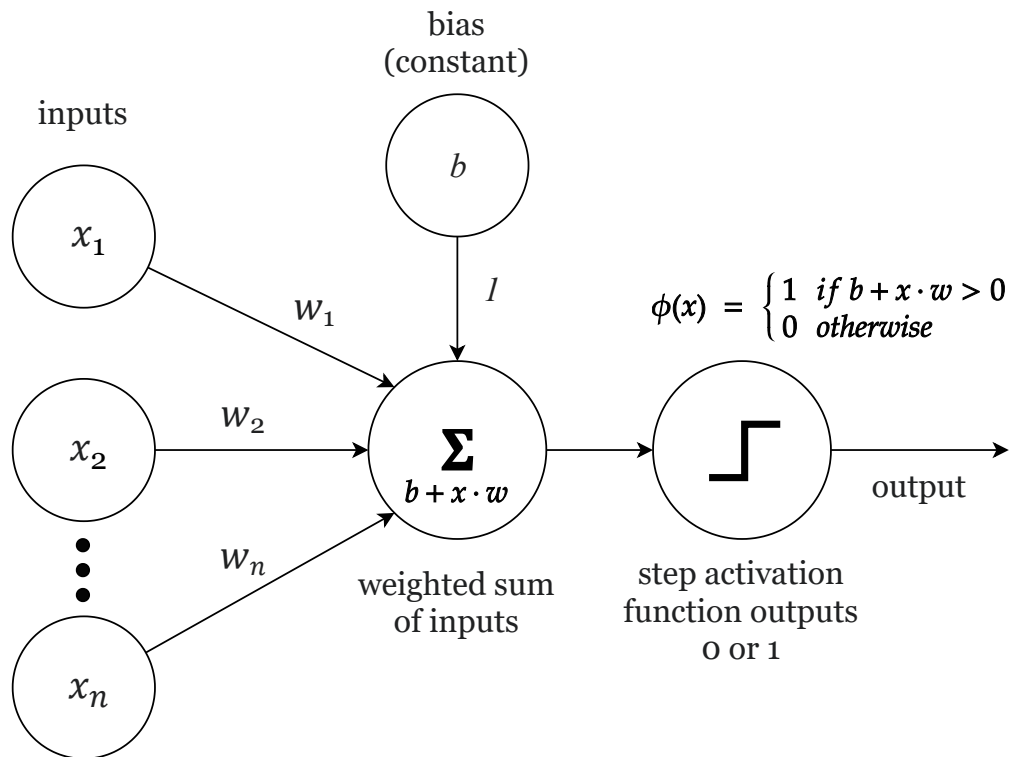 bias
(constant)
inputs
b
x₁
1
w₁
ϕ(x) = { 1 if b + x · w > 0
0 otherwise
x₂
w₂
Σ
b + x · w
output
wₙ
weighted sum
of inputs
step activation
function outputs
0 or 1
xₙ